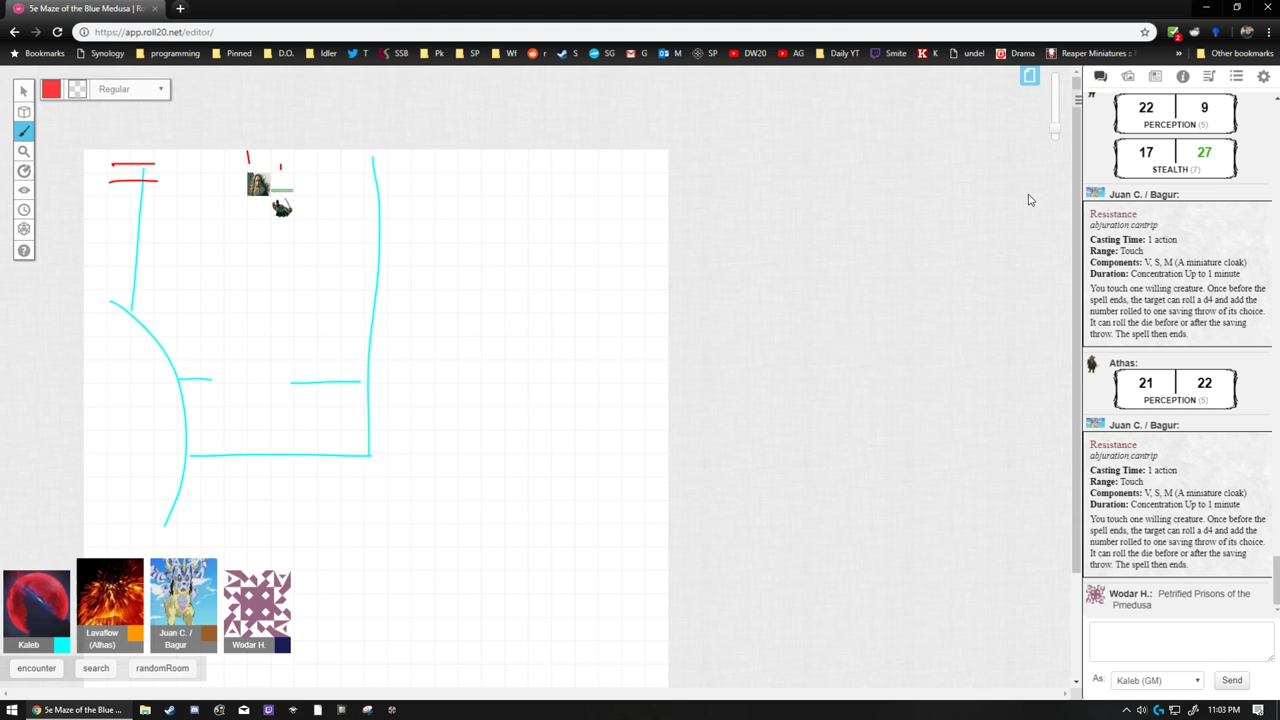 5e Maze of the Blue Medusa | Ro
https://app.roll20.net/editor/
Bookmarks Synology programming Pinned D.O. Idler T SSB Pk SP Wf r S SG G M SP DW20 AG Daily YT Smite K undel Drama Reaper Miniatures :: » Other bookmarks
Regular
22 9
PERCEPTION (5)
17 27
STEALTH (7)
Juan C. / Bagur:
Resistance
abjuration cantrip
Casting Time: 1 action
Range: Touch
Components: V, S, M (A miniature cloak)
Duration: Concentration Up to 1 minute
You touch one willing creature. Once before the
spell ends, the target can roll a d4 and add the
number rolled to one saving throw of its choice.
It can roll the die before or after the saving
throw. The spell then ends.
Athas:
21 22
PERCEPTION (5)
Juan C. / Bagur:
Resistance
abjuration cantrip
Casting Time: 1 action
Range: Touch
Components: V, S, M (A miniature cloak)
Duration: Concentration Up to 1 minute
You touch one willing creature. Once before the
spell ends, the target can roll a d4 and add the
number rolled to one saving throw of its choice.
It can roll the die before or after the saving
throw. The spell then ends.
Wodar H.: Petrified Prisons of the
Pmedusa
As: Kaleb (GM) Send
Kaleb
Lavaflow
(Athas)
Juan C. /
Bagur
Wodar H.
encounter search randomRoom
5e Maze of the Blue ...
11:03 PM